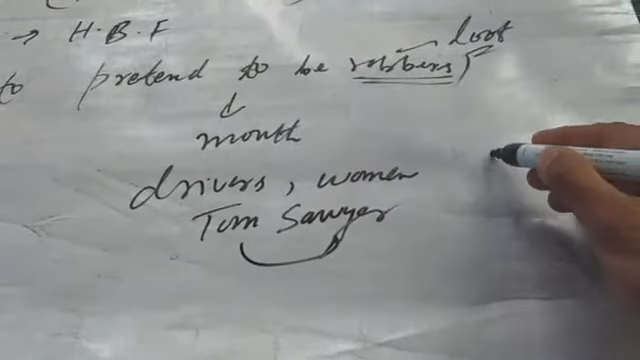 → H.B.F loot
to pretend to be robbers
↓
month
drivers, women
Tom Sawyer